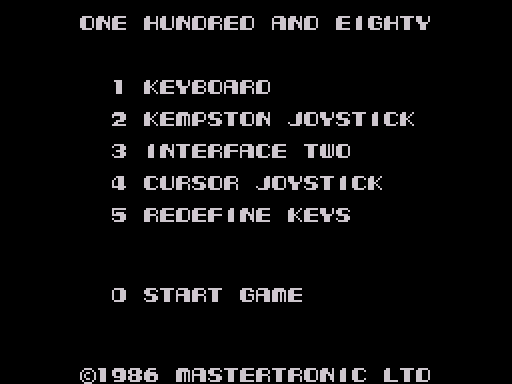 ONE HUNDRED AND EIGHTY
1 KEYBOARD
2 KEMPSTON JOYSTICK
3 INTERFACE TWO
4 CURSOR JOYSTICK
5 REDEFINE KEYS
0 START GAME
©1986 MASTERTRONIC LTD